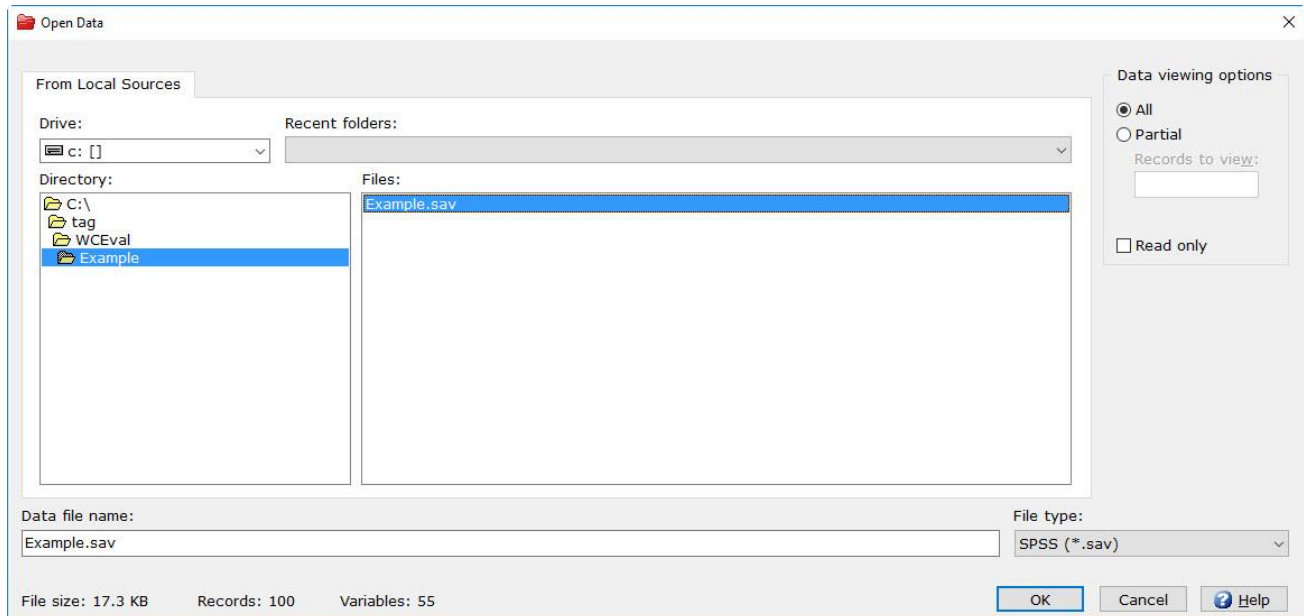 Open Data
From Local Sources
Drive:
Recent folders:
c: []
Directory:
Files:
C:\
tag
WCEval
Example
Example.sav
Data viewing options
All
Partial
Records to view:
Read only
Data file name:
File type:
Example.sav
SPSS (*.sav)
File size: 17.3 KB
Records: 100
Variables: 55
OK
Cancel
Help